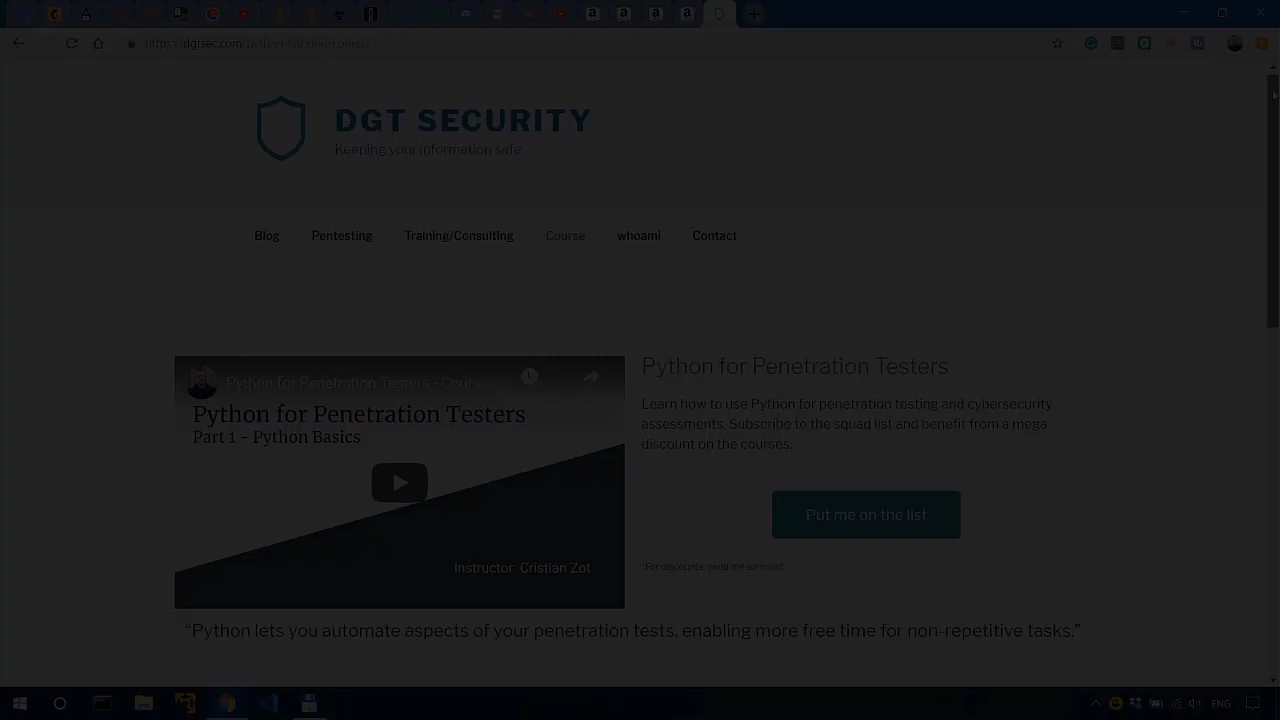 https://dgtsec.com/python-hacking-course/
DGT SECURITY
Keeping your information safe
Blog
Pentesting
Training/Consulting
Course
whoami
Contact
Python for Penetration Testers - Cours...
Python for Penetration Testers
Part 1 - Python Basics
Instructor: Cristian Zot
Python for Penetration Testers
Learn how to use Python for penetration testing and cybersecurity
assessments. Subscribe to the squad list and benefit from a mega
discount on the courses.
Put me on the list
*For discounts, send me an email.
“Python lets you automate aspects of your penetration tests, enabling more free time for non-repetitive tasks.”
ENG